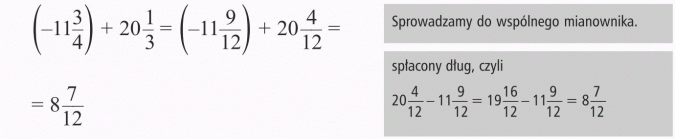 (–11 3/4) + 20 1/3 = (–11 9/12) + 20 4/12 =
= 8 7/12
Sprowadzamy do wspólnego mianownika.
spłacony dług, czyli
20 4/12 – 11 9/12 = 19 16/12 – 11 9/12 = 8 7/12